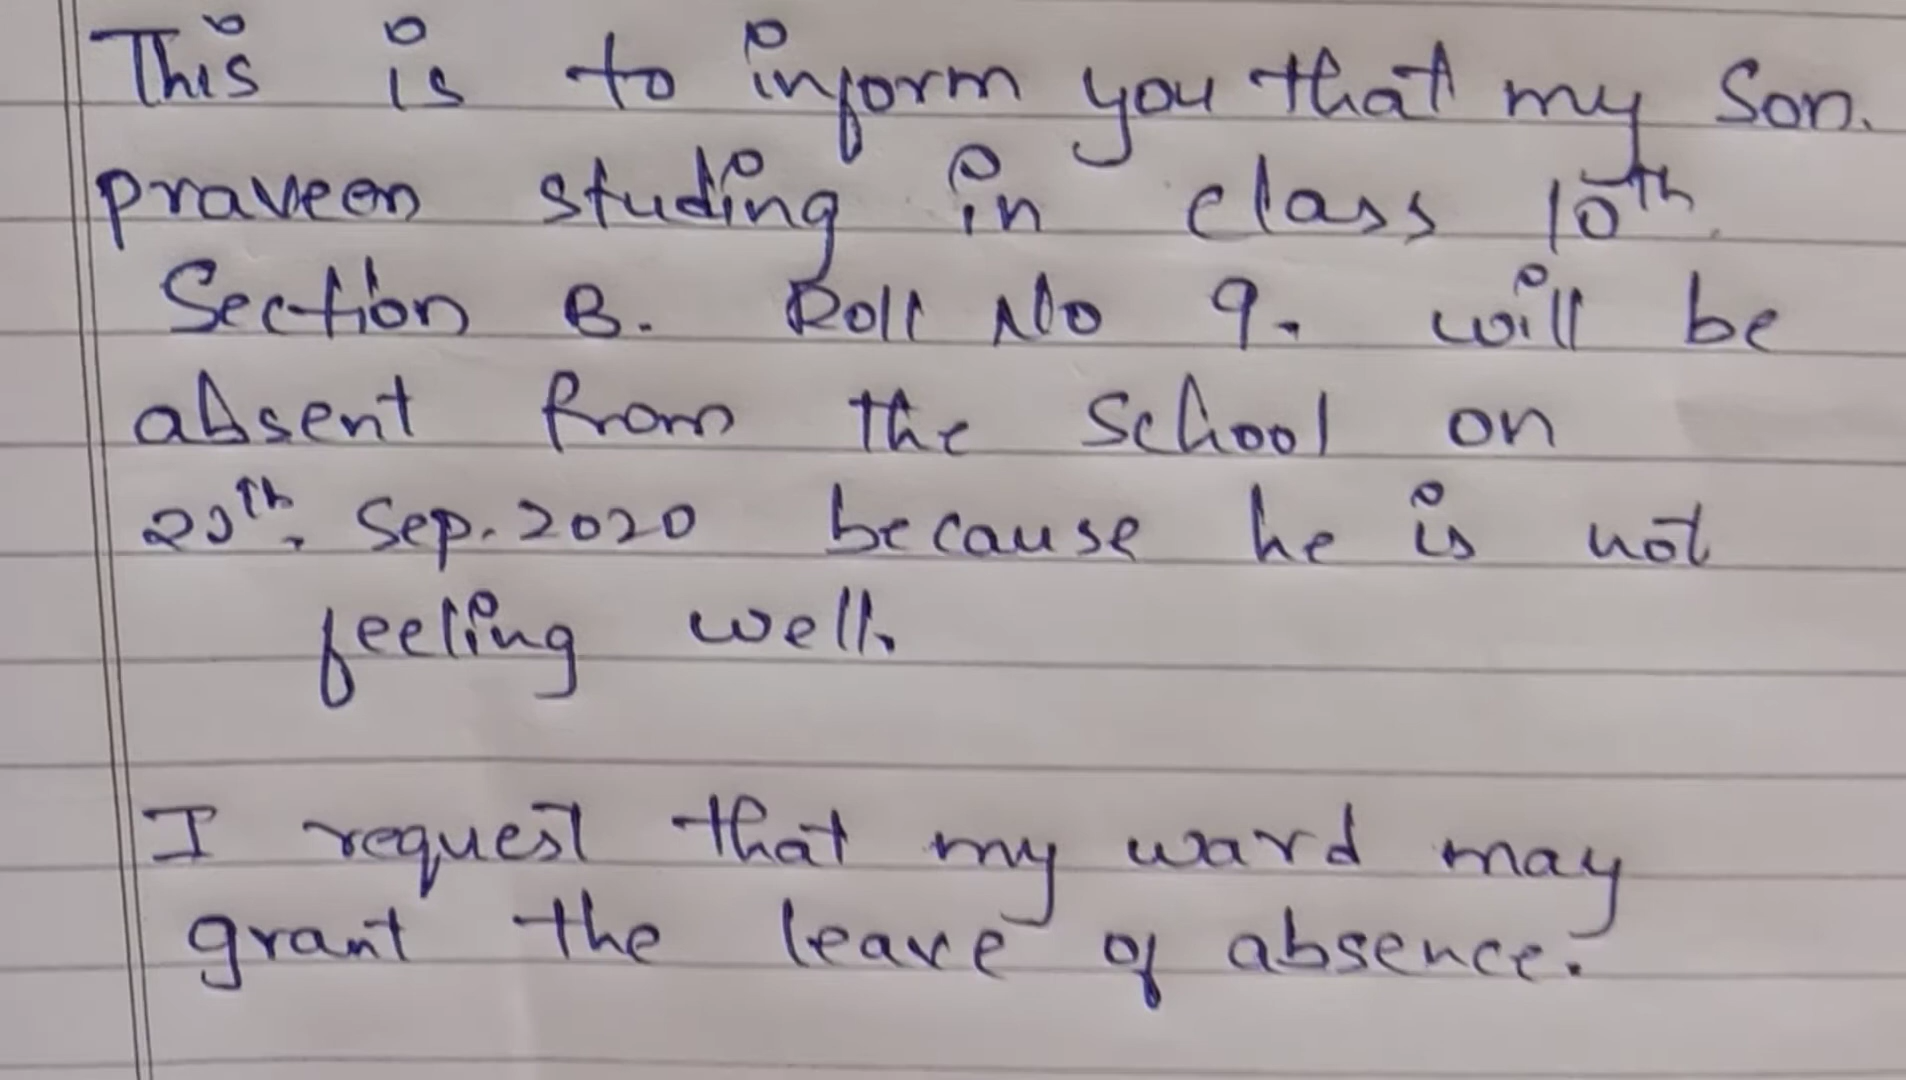 This is to inform you that my Son.
praveen studing in class 10th.
Section B. Roll No 9. will be
absent from the School on
20th. Sep. 2020 because he is not
feeling well.
I request that my ward may
grant the leave of absence.